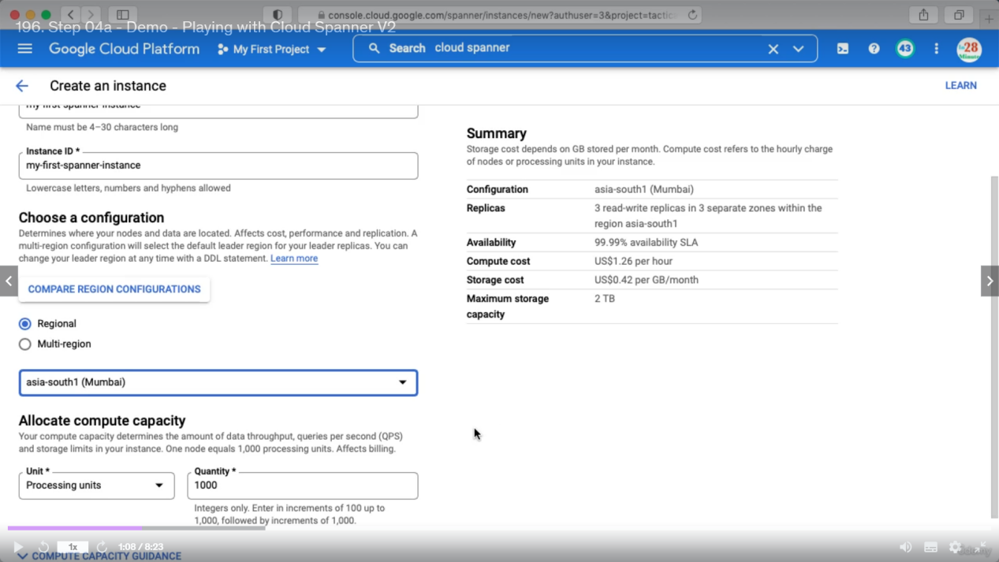 console.cloud.google.com/spanner/instances/new?authuser=3&project=tactic
196. Step 04a - Demo - Playing with Cloud Spanner V2
Google Cloud Platform
My First Project
Search cloud spanner
43
in28
Minutes
Create an instance
LEARN
my-first-spanner-instance
Name must be 4–30 characters long
Instance ID *
my-first-spanner-instance
Lowercase letters, numbers and hyphens allowed
Choose a configuration
Determines where your nodes and data are located. Affects cost, performance and replication. A
multi-region configuration will select the default leader region for your leader replicas. You can
change your leader region at any time with a DDL statement. Learn more
COMPARE REGION CONFIGURATIONS
Regional
Multi-region
asia-south1 (Mumbai)
Allocate compute capacity
Your compute capacity determines the amount of data throughput, queries per second (QPS)
and storage limits in your instance. One node equals 1,000 processing units. Affects billing.
Unit *
Processing units
Quantity *
1000
Integers only. Enter in increments of 100 up to
1,000, followed by increments of 1,000.
COMPUTE CAPACITY GUIDANCE
Summary
Storage cost depends on GB stored per month. Compute cost refers to the hourly charge
of nodes or processing units in your instance.
Configuration asia-south1 (Mumbai)
Replicas 3 read-write replicas in 3 separate zones within the
region asia-south1
Availability 99.99% availability SLA
Compute cost US$1.26 per hour
Storage cost US$0.42 per GB/month
Maximum storage 2 TB
capacity
1x
1:08 / 8:23